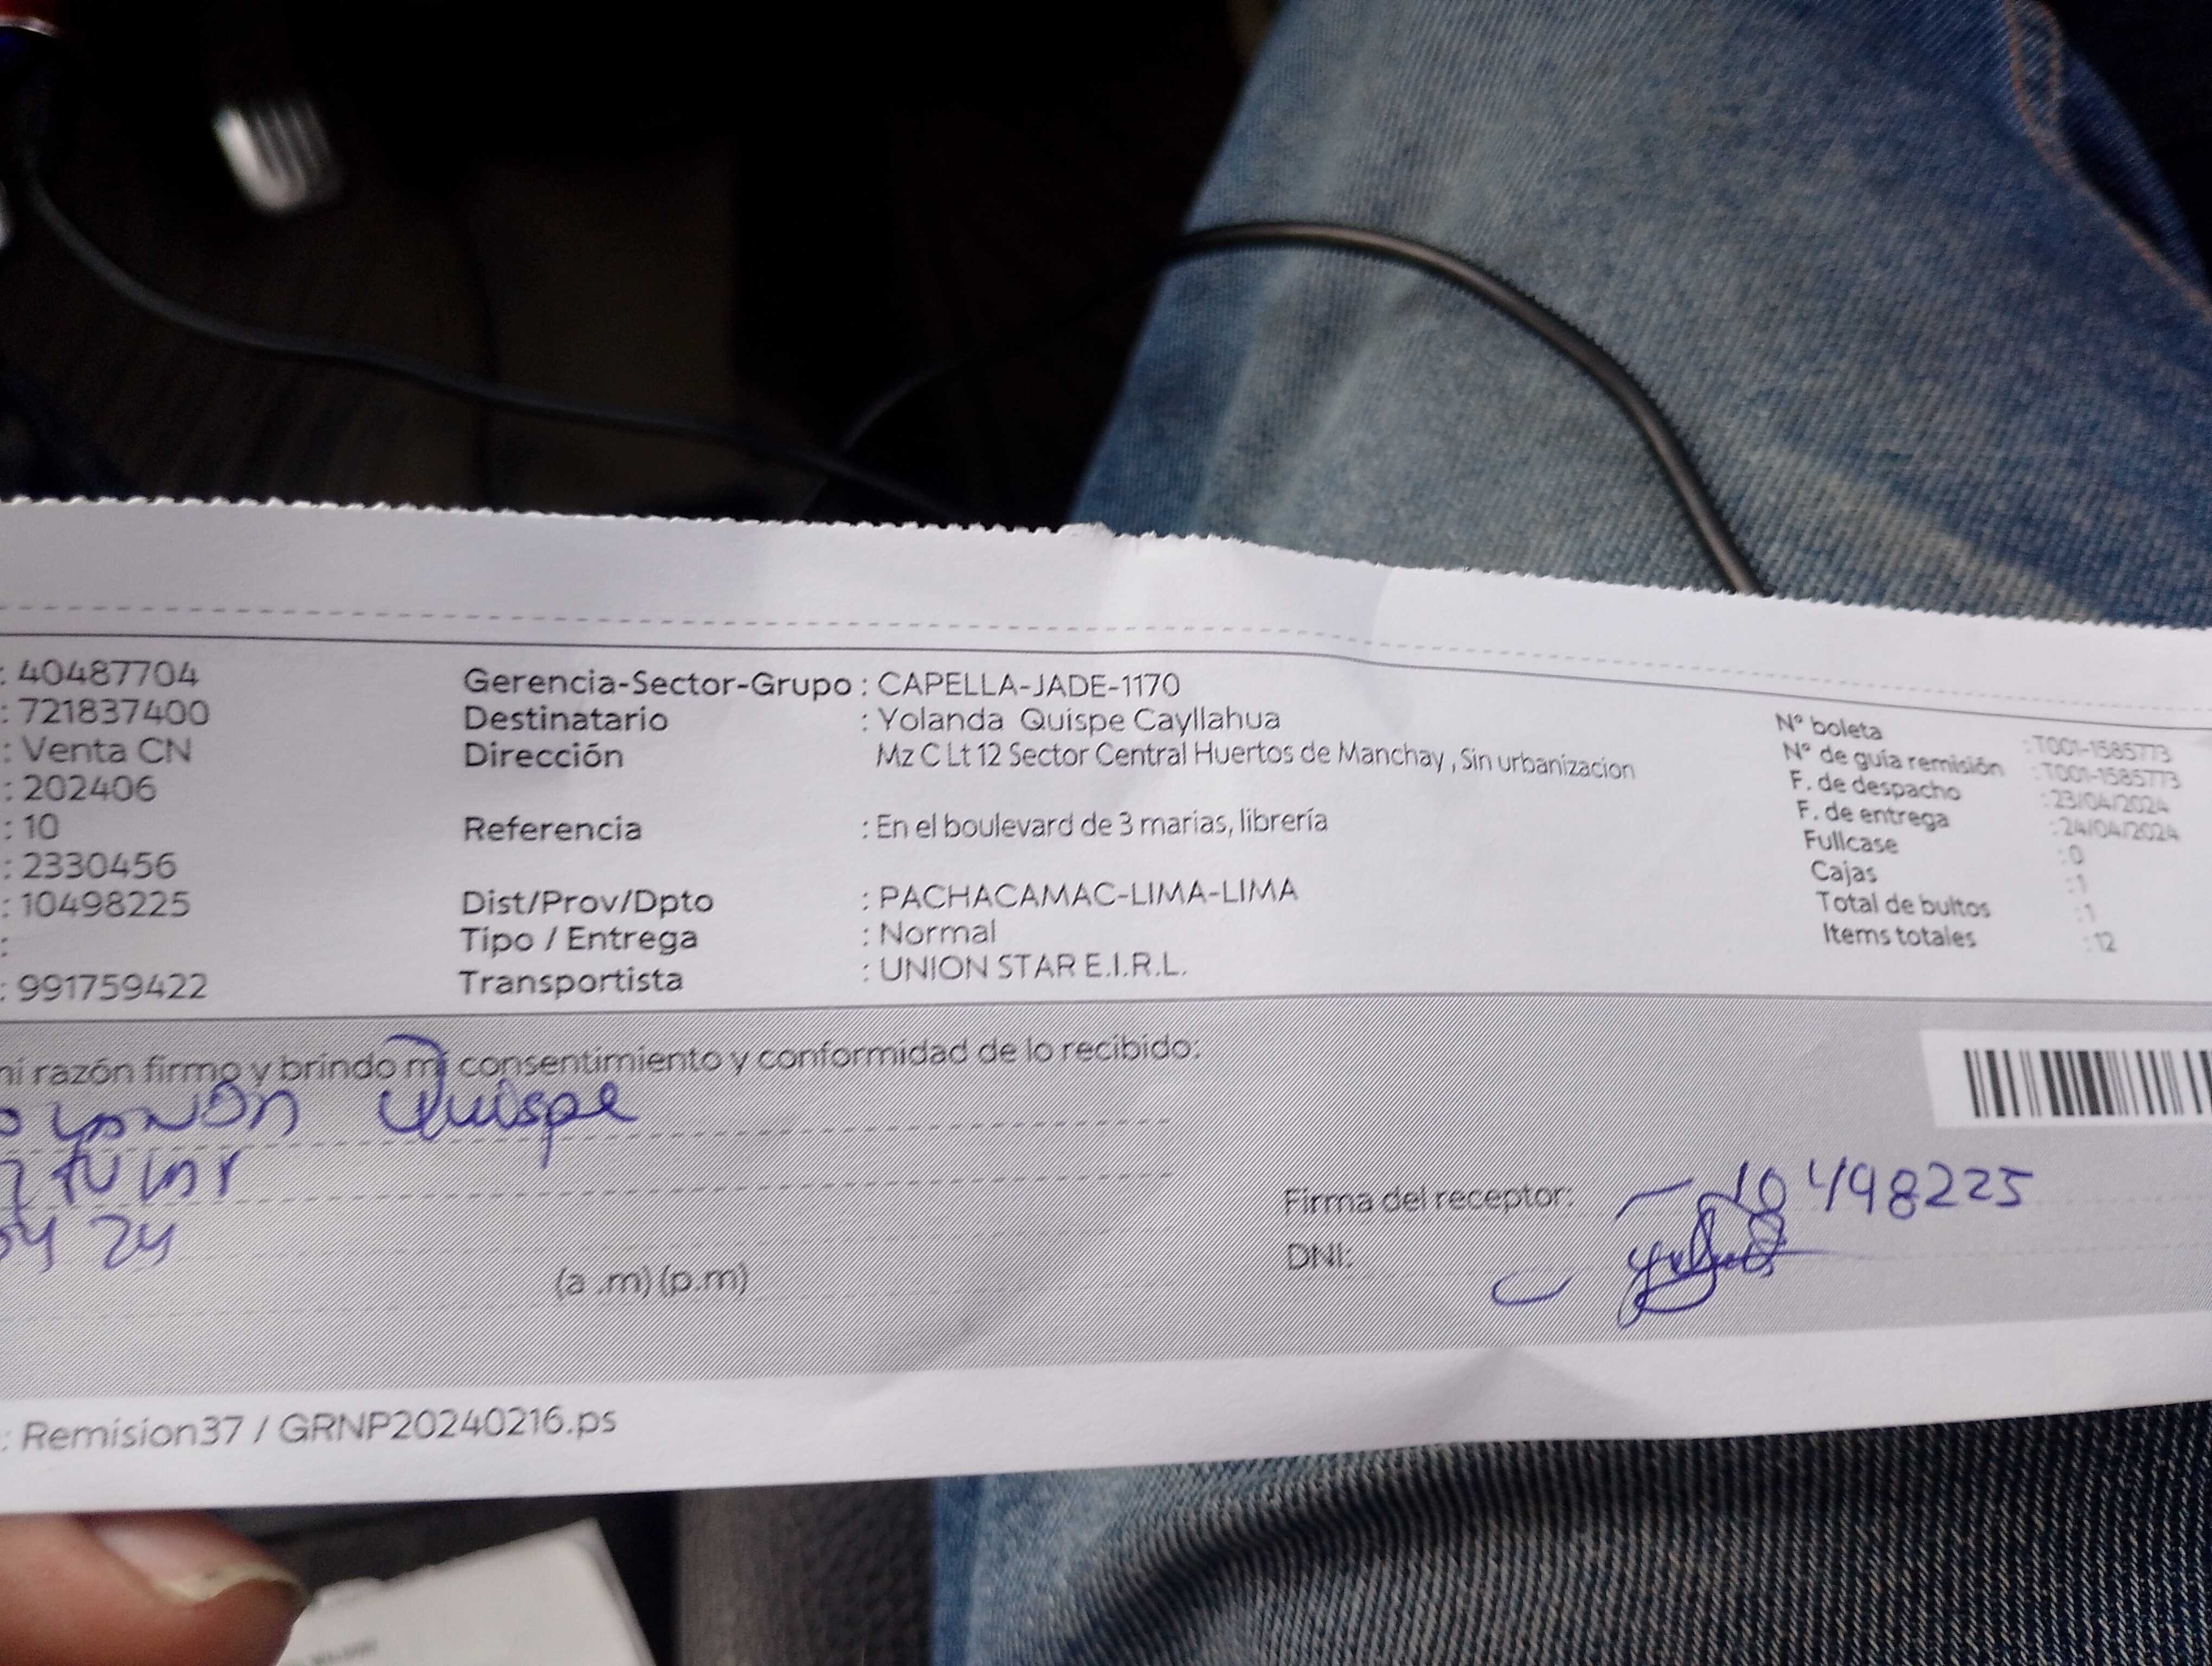 : 40487704
: 721837400
: Venta CN
: 202406
: 10
: 2330456
: 10498225
:
: 991759422
Gerencia-Sector-Grupo : CAPELLA-JADE-1170
Destinatario : Yolanda Quispe Cayllahua
Dirección Mz C Lt 12 Sector Central Huertos de Manchay, Sin urbanizacion
Referencia : En el boulevard de 3 marias, librería
Dist/Prov/Dpto : PACHACAMAC-LIMA-LIMA
Tipo / Entrega : Normal
Transportista : UNION STAR E.I.R.L.
N° boleta : T001-1585773
N° de guía remisión : T001-1585773
F. de despacho : 23/04/2024
F. de entrega : 24/04/2024
Fullcase : 0
Cajas : 1
Total de bultos : 1
Items totales : 12
mi razón firmo y brindo mi consentimiento y conformidad de lo recibido:
Quispe
04 24
(a .m) (p.m)
Firma del receptor: 10498225
DNI:
: Remision37 / GRNP20240216.ps